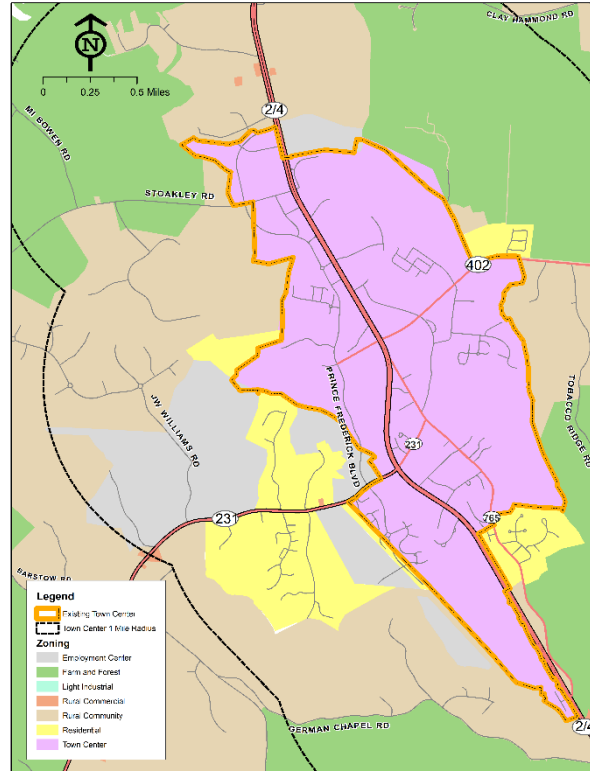 CLAY HAMMOND RD
N
0 0.25 0.5 Miles
2/4
MI BOWEN RD
STOAKLEY RD
402
PRINCE FREDERICK BLVD
TOBACCO RIDGE RD
JW WILLIAMS RD
231
765
231
BARSTOW RD
Legend
Existing Town Center
Town Center 1 Mile Radius
Zoning
Employment Center
Farm and Forest
Light Industrial
Rural Commercial
Rural Community
Residential
Town Center
2/4
GERMAN CHAPEL RD